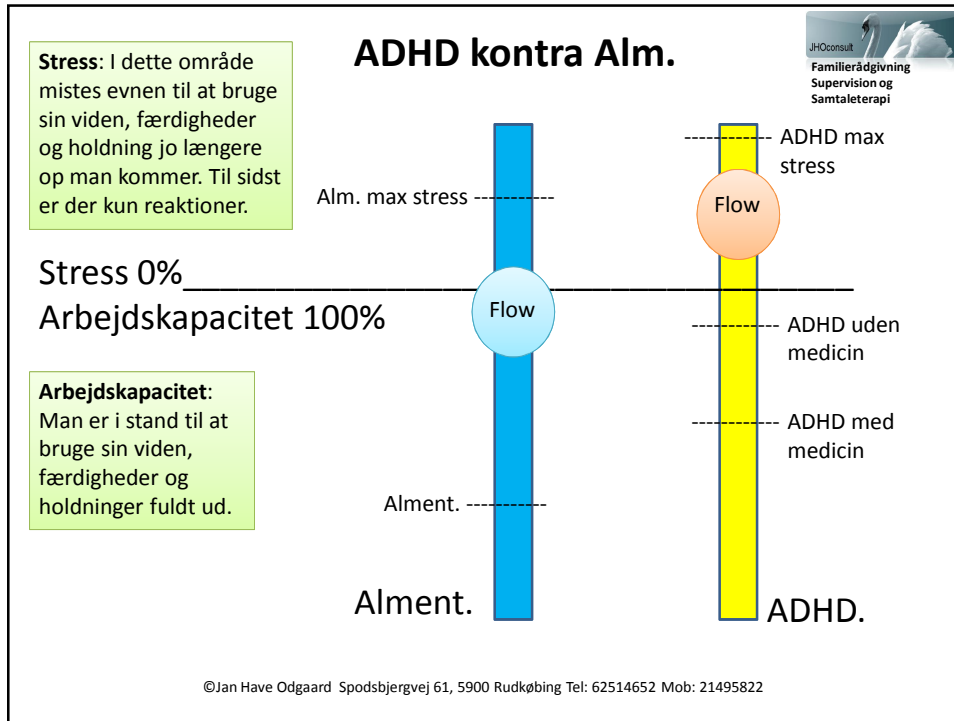 ADHD kontra Alm.
JHOconsult
Familierådgivning
Supervision og
Samtaleterapi
Stress: I dette område
mistes evnen til at bruge
sin viden, færdigheder
og holdning jo længere
op man kommer. Til sidst
er der kun reaktioner.
ADHD max
stress
Alm. max stress
Flow
Stress 0%
Flow
Arbejdskapacitet 100%
ADHD uden
medicin
Arbejdskapacitet:
Man er i stand til at
bruge sin viden,
færdigheder og
holdninger fuldt ud.
ADHD med
medicin
Alment.
Alment.
ADHD.
©Jan Have Odgaard Spodsbjergvej 61, 5900 Rudkøbing Tel: 62514652 Mob: 21495822